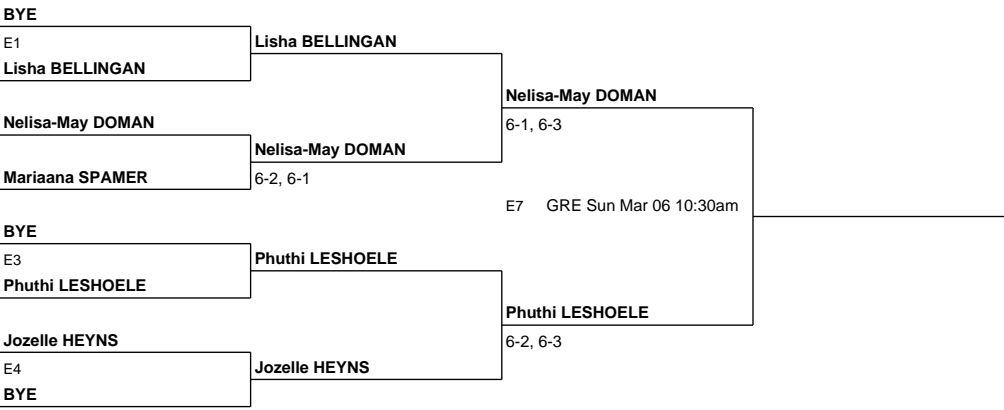 BYE
E1
Lisha BELLINGAN
Lisha BELLINGAN
Nelisa-May DOMAN
6-1, 6-3
Nelisa-May DOMAN
Nelisa-May DOMAN
6-2, 6-1
Mariaana SPAMER
E7 GRE Sun Mar 06 10:30am
BYE
E3
Phuthi LESHOELE
Phuthi LESHOELE
Phuthi LESHOELE
6-2, 6-3
Jozelle HEYNS
E4
Jozelle HEYNS
BYE